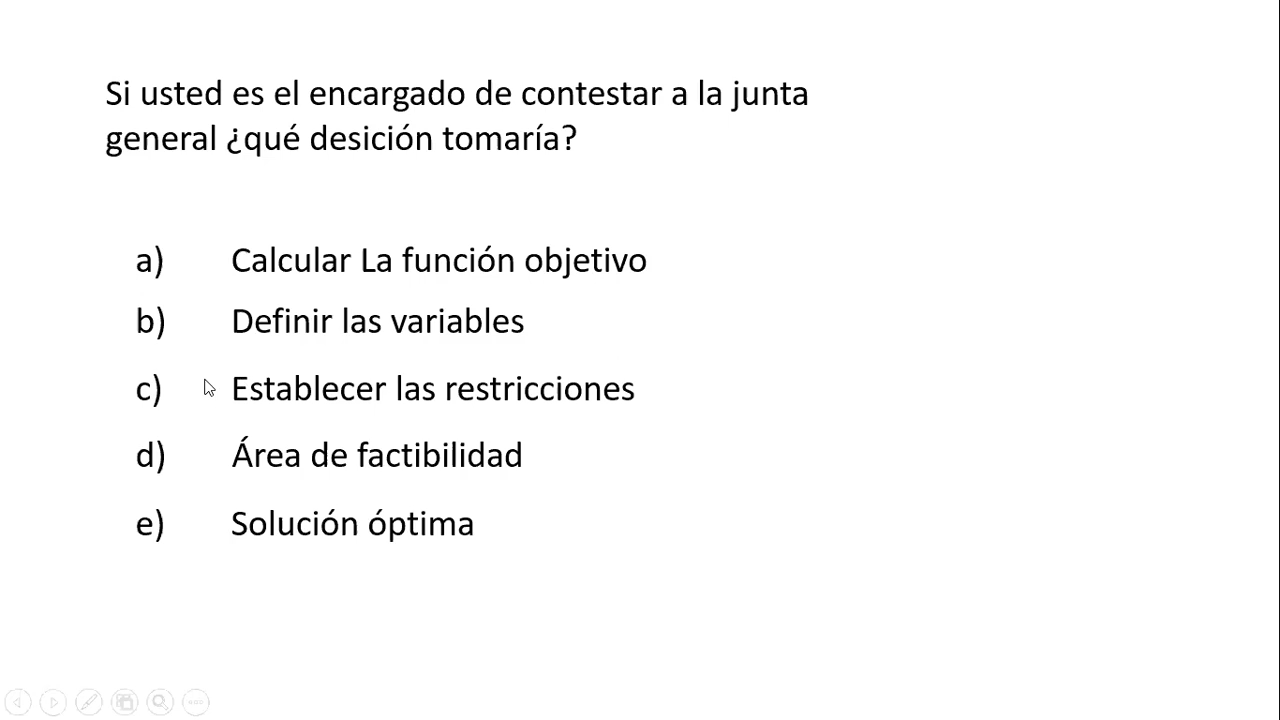 Si usted es el encargado de contestar a la junta
general ¿qué desición tomaría?
a) Calcular La función objetivo
b) Definir las variables
c) Establecer las restricciones
d) Área de factibilidad
e) Solución óptima